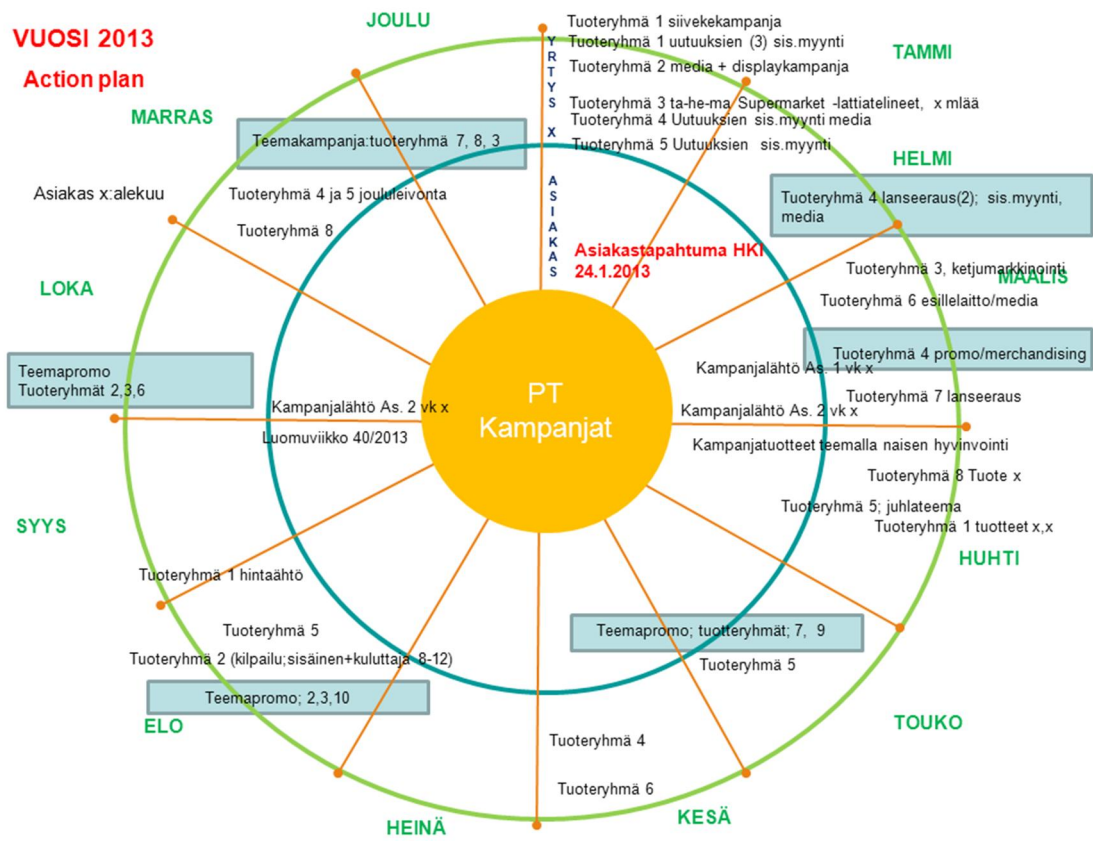 VUOSI 2013
Action plan
JOULU
TAMMI
HELMI
MAALIS
HUHTI
TOUKO
KESÄ
HEINÄ
ELO
SYYS
LOKA
MARRAS
YRTYS X ASIAKAS
Tuoteryhmä 1 siivekekampanja
Tuoteryhmä 1 uutuuksien (3) sis.myynti
Tuoteryhmä 2 media + displaykampanja
Tuoteryhmä 3 ta-he-ma Supermarket -lattiatelineet, x mlää
Tuoteryhmä 4 Uutuuksien sis.myynti media
Tuoteryhmä 5 Uutuuksien sis.myynti
Asiakastapahtuma HKI
24.1.2013
Tuoteryhmä 4 lanseeraus(2); sis.myynti,
media
Tuoteryhmä 3, ketjumarkkinointi
Tuoteryhmä 6 esillelaitto/media
Tuoteryhmä 4 promo/merchandising
Kampanjalähtö As. 1 vk x
Tuoteryhmä 7 lanseeraus
Kampanjalähtö As. 2 vk x
Kampanjatuotteet teemalla naisen hyvinvointi
Tuoteryhmä 8 Tuote x
Tuoteryhmä 5; juhlateema
Tuoteryhmä 1 tuotteet x,x
Teemapromo; tuotteryhmät; 7, 9
Tuoteryhmä 5
Tuoteryhmä 4
Tuoteryhmä 6
Tuoteryhmä 1 hintaähtö
Tuoteryhmä 5
Tuoteryhmä 2 (kilpailu;sisäinen+kuluttaja 8-12)
Teemapromo; 2,3,10
Teemapromo
Tuoteryhmät 2,3,6
Kampanjalähtö As. 2 vk x
Luomuviikko 40/2013
Asiakas x:alekuu
Teemakampanja:tuoteryhmä 7, 8, 3
Tuoteryhmä 4 ja 5 joululeivonta
Tuoteryhmä 8
PT
Kampanjat